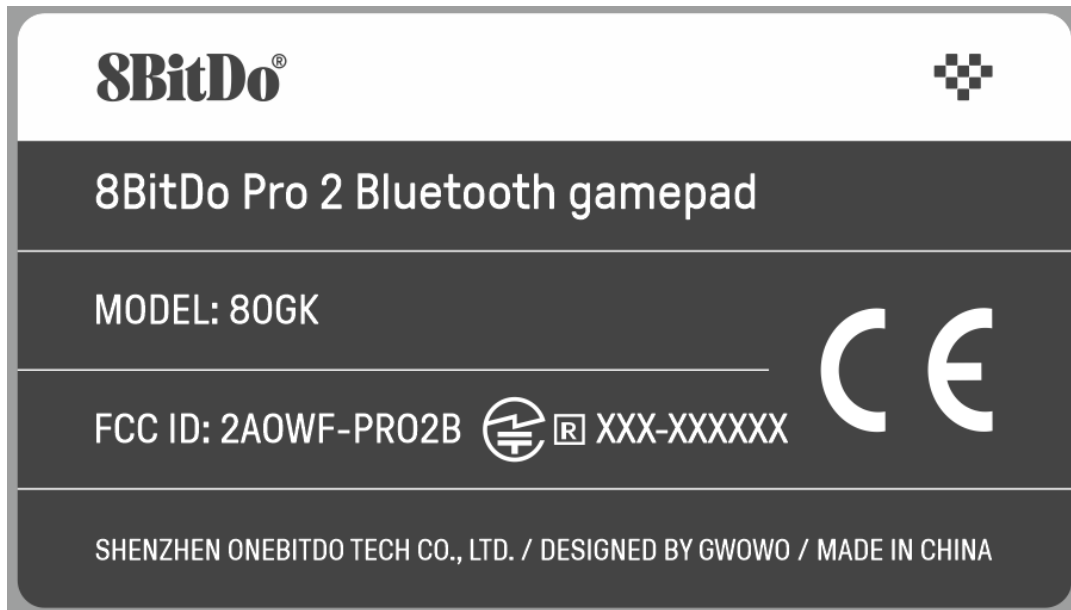 8BitDo®
8BitDo Pro 2 Bluetooth gamepad
MODEL: 80GK
FCC ID: 2AOWF-PRO2B R XXX-XXXXXX
CE
SHENZHEN ONEBITDO TECH CO., LTD. / DESIGNED BY GWOWO / MADE IN CHINA